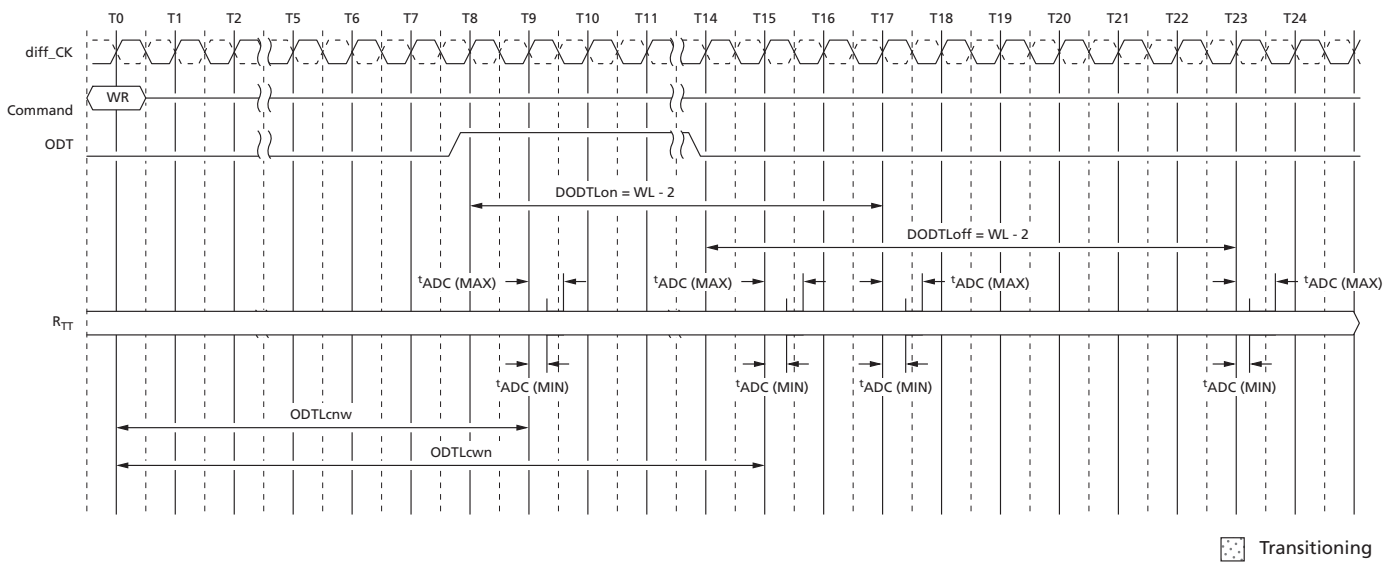 T0 T1 T2 T5 T6 T7 T8 T9 T10 T11 T14 T15 T16 T17 T18 T19 T20 T21 T22 T23 T24
diff_CK
Command WR
ODT
DODTLon = WL - 2
DODTLoff = WL - 2
tADC (MAX) tADC (MAX) tADC (MAX) tADC (MAX)
RTT
tADC (MIN) tADC (MIN) tADC (MIN) tADC (MIN)
ODTLcnw
ODTLcwn
Transitioning